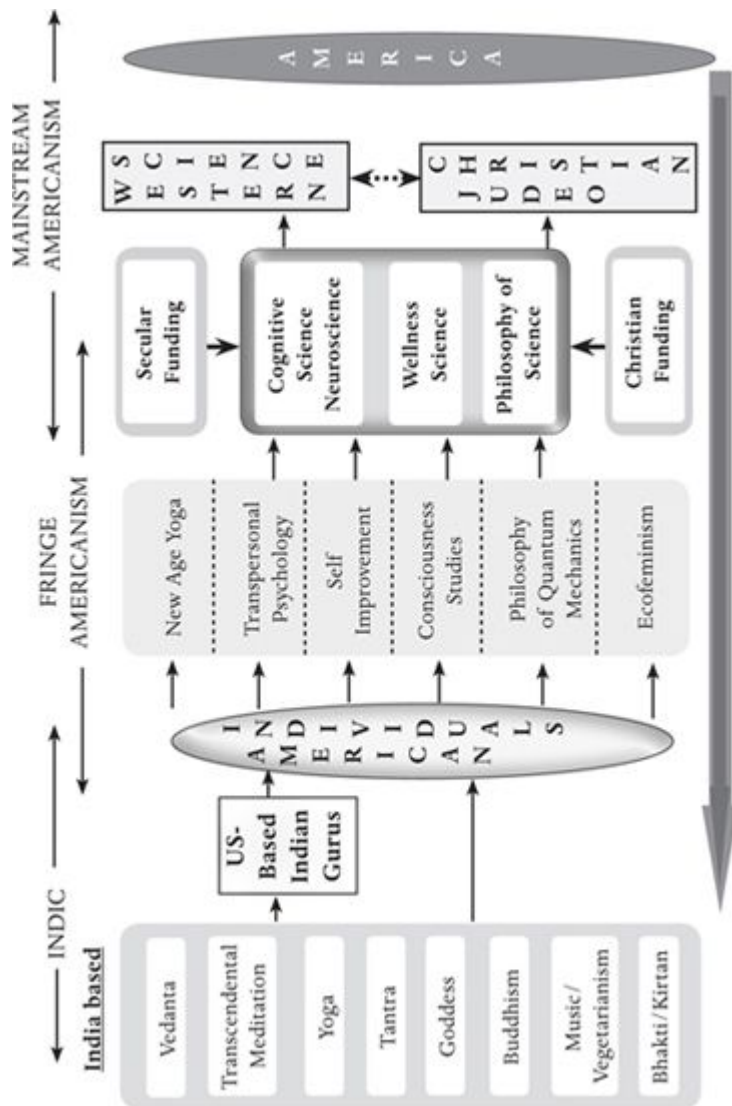 INDIC
FRINGE
AMERICANISM
MAINSTREAM
AMERICANISM
India based
Vedanta
Transcendental
Meditation
Yoga
Tantra
Goddess
Buddhism
Music/
Vegetarianism
Bhakti/Kirtan
US-
Based
Indian
Gurus
AMERICAN
INDIVIDUALS
New Age Yoga
Transpersonal
Psychology
Self
Improvement
Consciousness
Studies
Philosophy
of Quantum
Mechanics
Ecofeminism
Secular
Funding
Cognitive
Science
Neuroscience
Wellness
Science
Philosophy of
Science
Christian
Funding
WESTERN
SCIENCE
JUDEO
CHRISTIAN
AMERICA